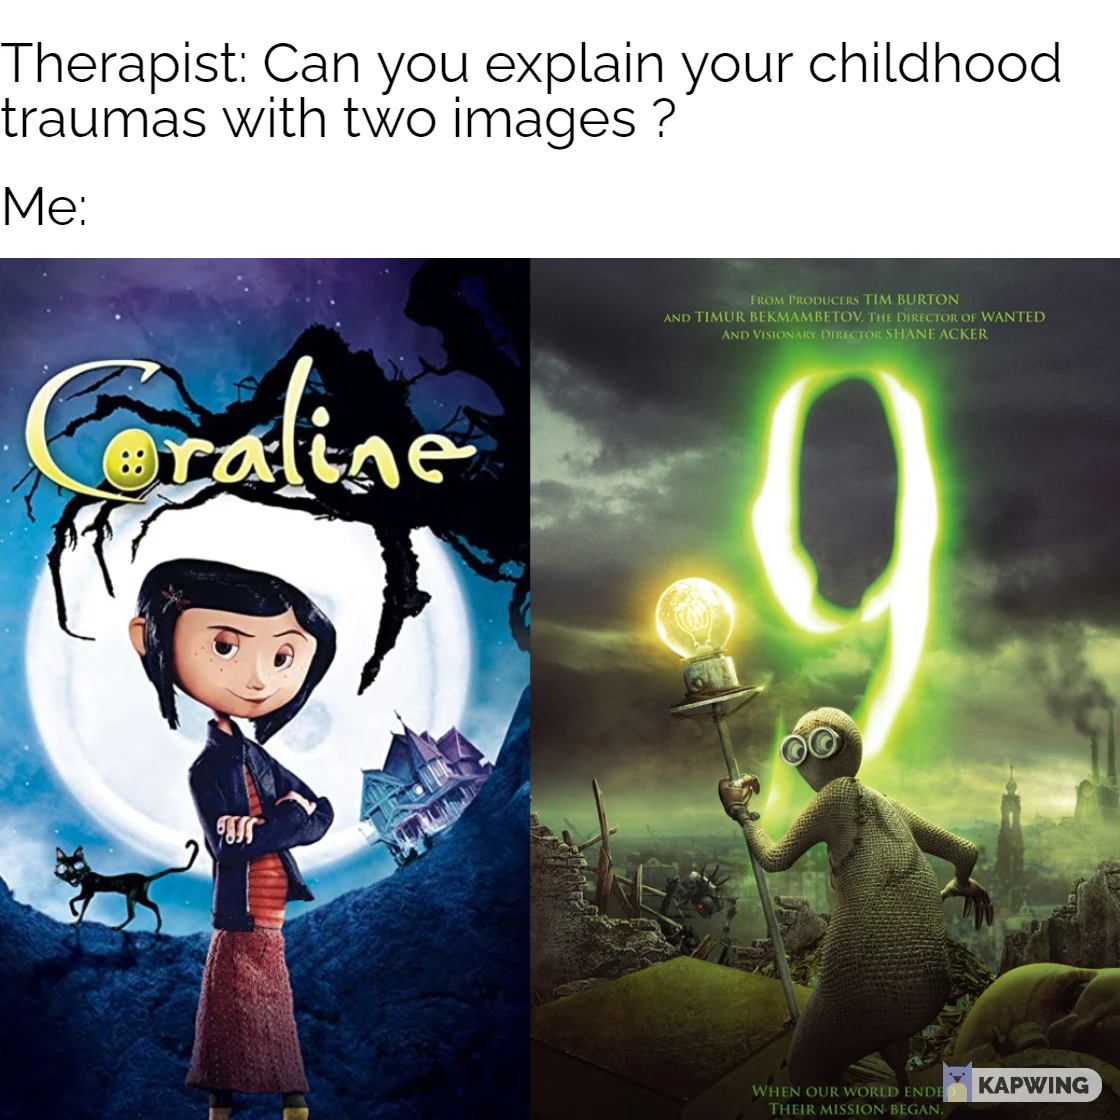 Therapist: Can you explain your childhood
traumas with two images ?
Me:
Coraline
FROM PRODUCERS TIM BURTON
AND TIMUR BEKMAMBETOV, THE DIRECTOR OF WANTED
AND VISIONARY DIRECTOR SHANE ACKER
9
WHEN OUR WORLD ENDED
THEIR MISSION BEGAN.
KAPWING